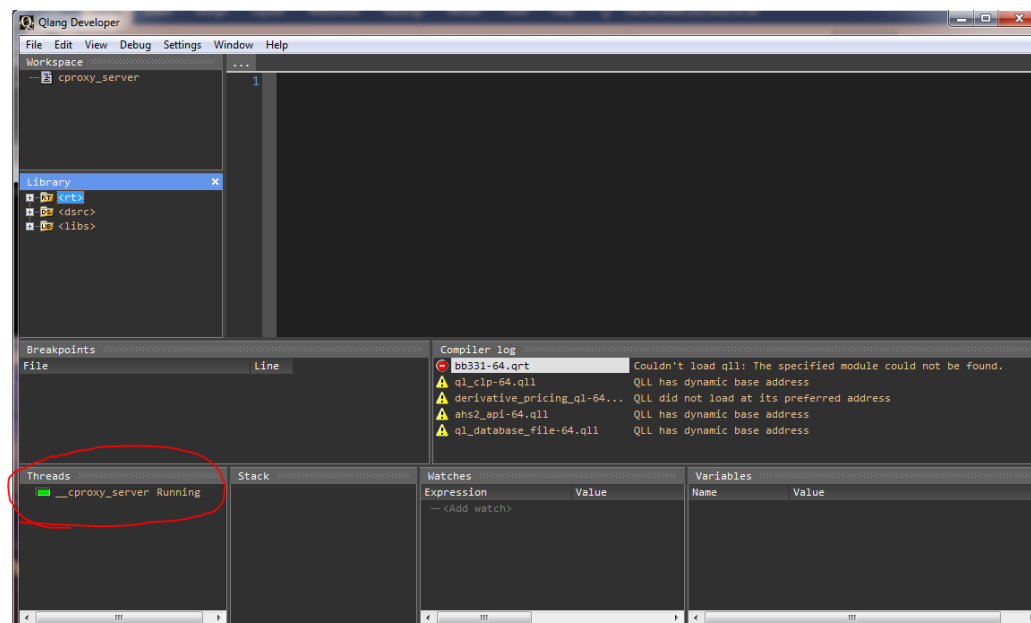 Qlang Developer
File Edit View Debug Settings Window Help
Workspace
cproxy_server
...
1
Library
RT <rt>
DS <dsrc>
LB <libs>
Breakpoints
File Line
Compiler log
bb331-64.qrt Couldn't load qll: The specified module could not be found.
ql_clp-64.qll QLL has dynamic base address
derivative_pricing_ql-64... QLL did not load at its preferred address
ahs2_api-64.qll QLL has dynamic base address
ql_database_file-64.qll QLL has dynamic base address
Threads
__cproxy_server Running
Stack
Watches
Expression Value
<Add watch>
Variables
Name Value